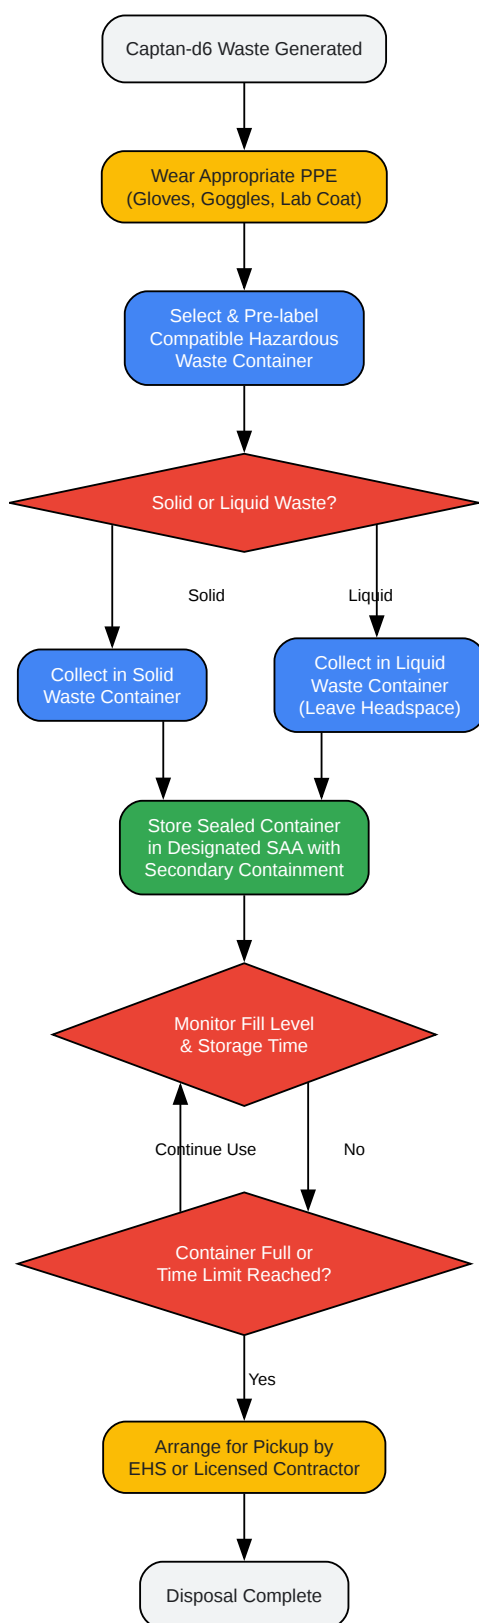 Captan-d6 Waste Generated
Wear Appropriate PPE
(Gloves, Goggles, Lab Coat)
Select & Pre-label
Compatible Hazardous
Waste Container
Solid or Liquid Waste?
Solid
Liquid
Collect in Solid
Waste Container
Collect in Liquid
Waste Container
(Leave Headspace)
Store Sealed Container
in Designated SAA with
Secondary Containment
Monitor Fill Level
& Storage Time
Continue Use
No
Container Full or
Time Limit Reached?
Yes
Arrange for Pickup by
EHS or Licensed Contractor
Disposal Complete